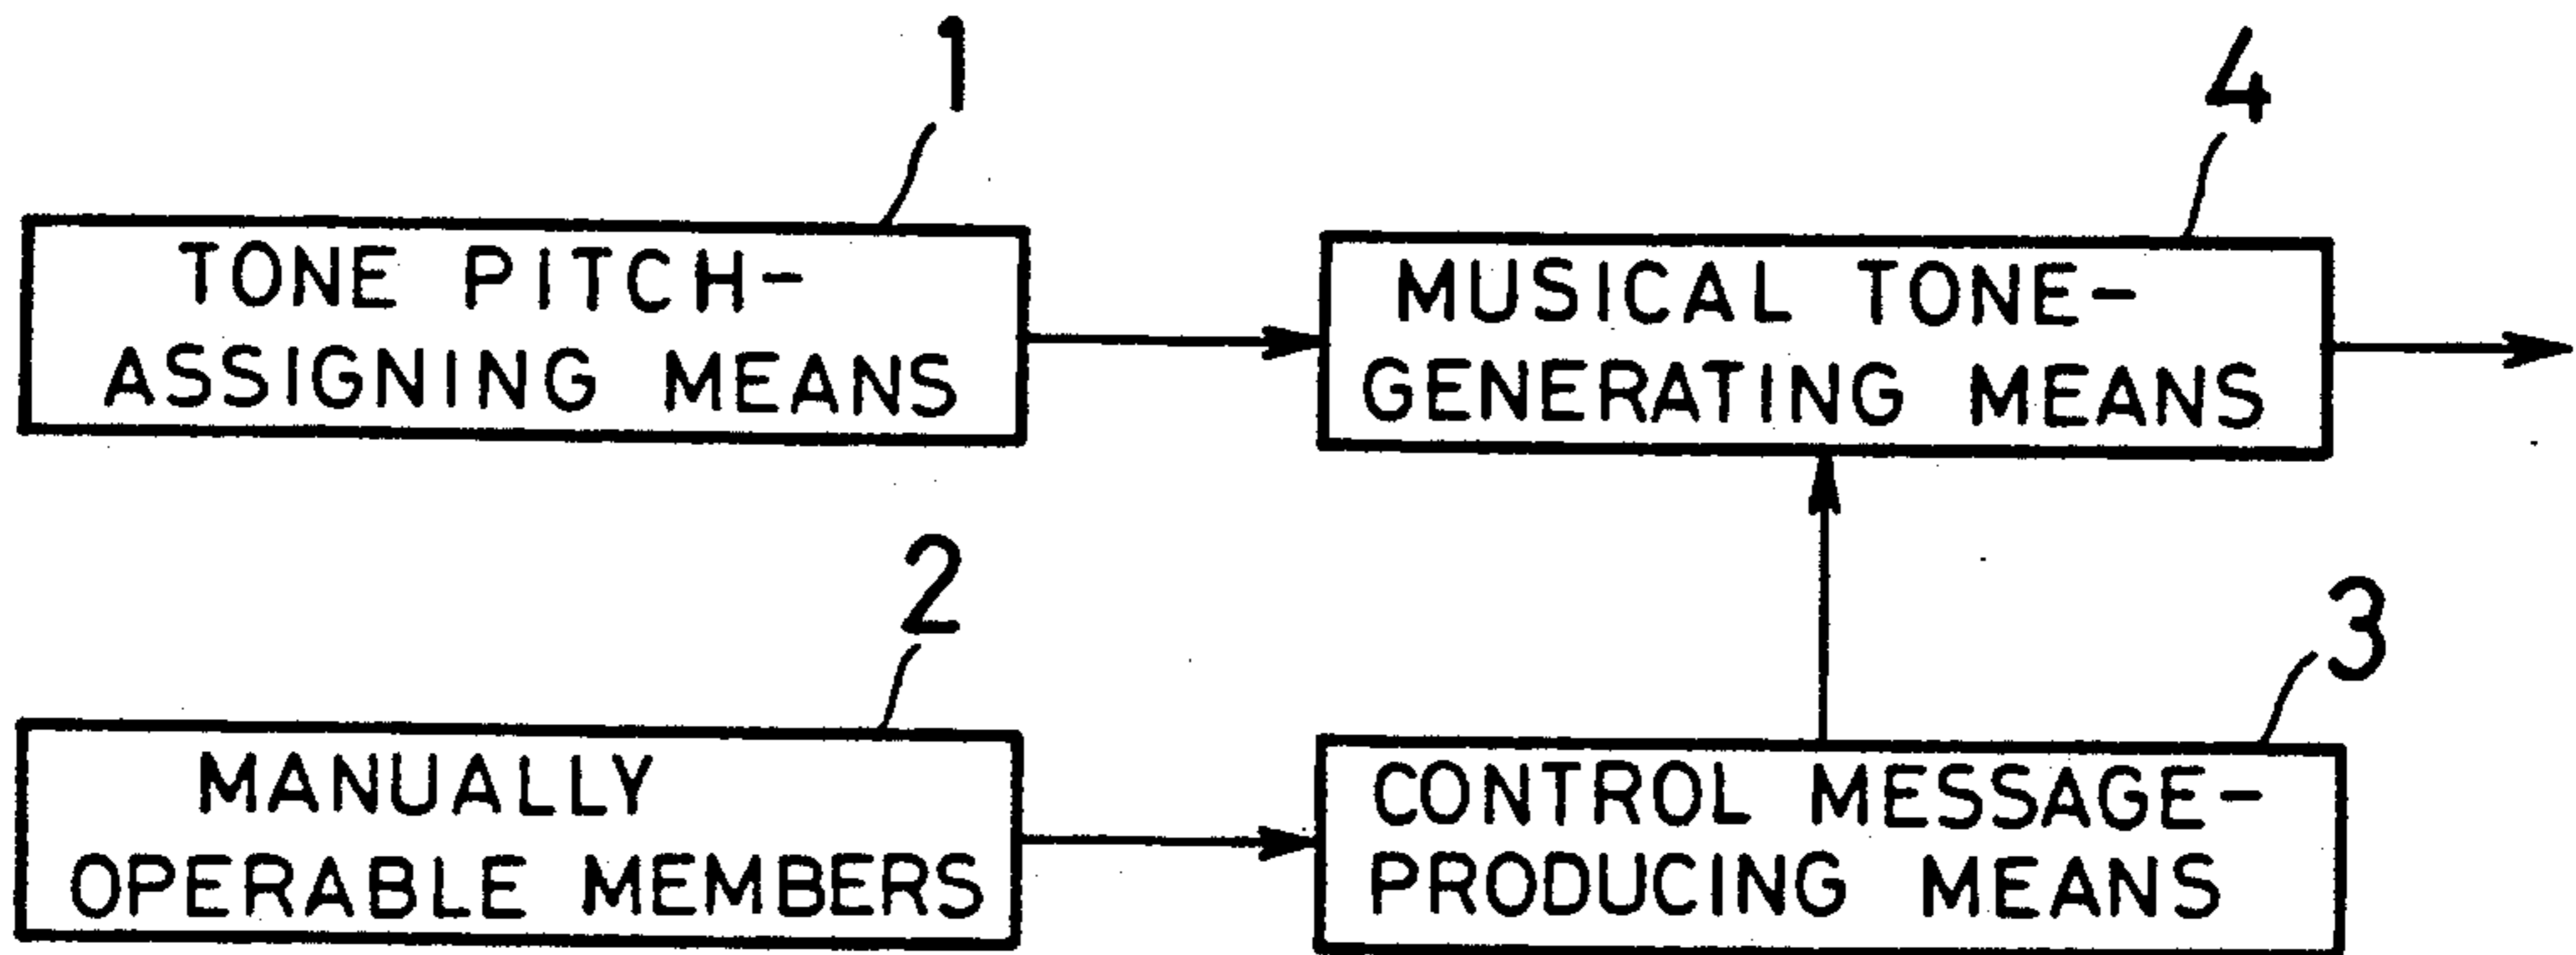 1
4
TONE PITCH-
ASSIGNING MEANS
MUSICAL TONE-
GENERATING MEANS
2
3
MANUALLY
OPERABLE MEMBERS
CONTROL MESSAGE-
PRODUCING MEANS